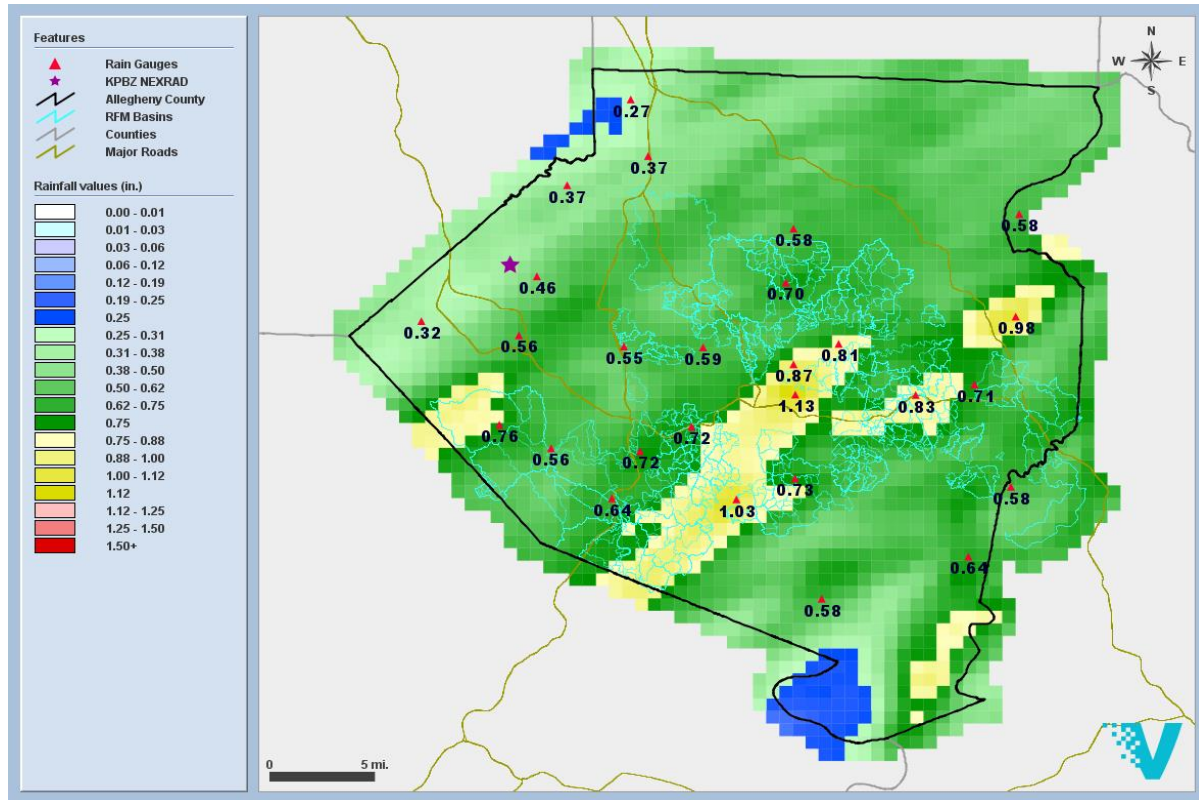 Features
Rain Gauges
KPBZ NEXRAD
Allegheny County
RFM Basins
Counties
Major Roads
Rainfall values (in.)
0.00 - 0.01
0.01 - 0.03
0.03 - 0.06
0.06 - 0.12
0.12 - 0.19
0.19 - 0.25
0.25
0.25 - 0.31
0.31 - 0.38
0.38 - 0.50
0.50 - 0.62
0.62 - 0.75
0.75
0.75 - 0.88
0.88 - 1.00
1.00 - 1.12
1.12
1.12 - 1.25
1.25 - 1.50
1.50+
N
W E
S
0.27
0.37
0.37
0.58
0.58
0.46
0.70
0.32
0.98
0.56
0.55
0.59
0.81
0.87
0.71
1.13
0.83
0.76
0.72
0.56
0.72
0.73
0.58
0.64
1.03
0.64
0.58
0 5 mi.
V